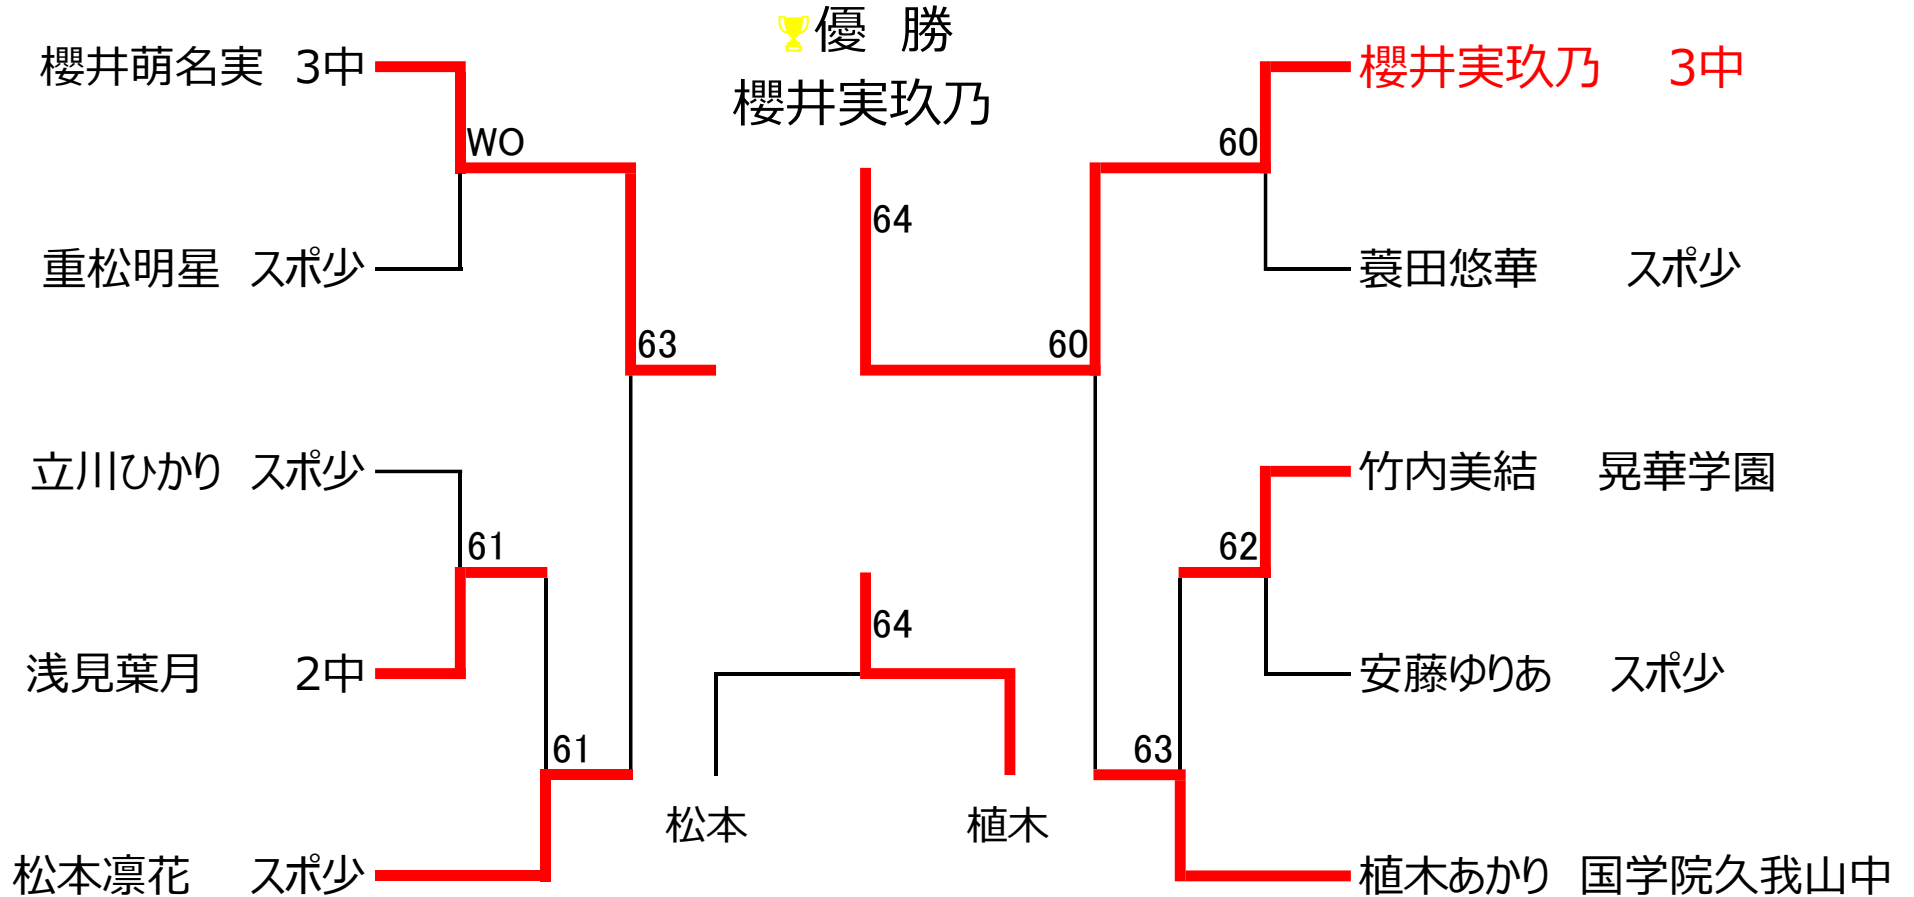 優 勝
櫻井実玖乃
櫻井萌名実 3中
WO
重松明星 スポ少
63
立川ひかり スポ少
61
浅見葉月 2中
61
松本凛花 スポ少
64
櫻井実玖乃 3中
60
蓑田悠華 スポ少
60
竹内美結 晃華学園
62
安藤ゆりあ スポ少
63
植木あかり 国学院久我山中
64
松本
植木